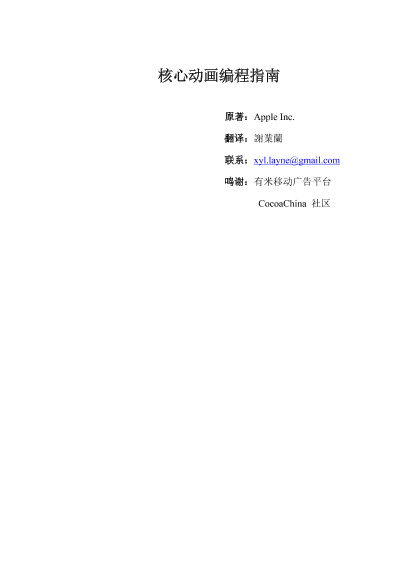 核心动画编程指南
原著：Apple Inc.
翻译：謝業蘭
联系：xyl.layne@gmail.com
鸣谢：有米移动广告平台
CocoaChina 社区